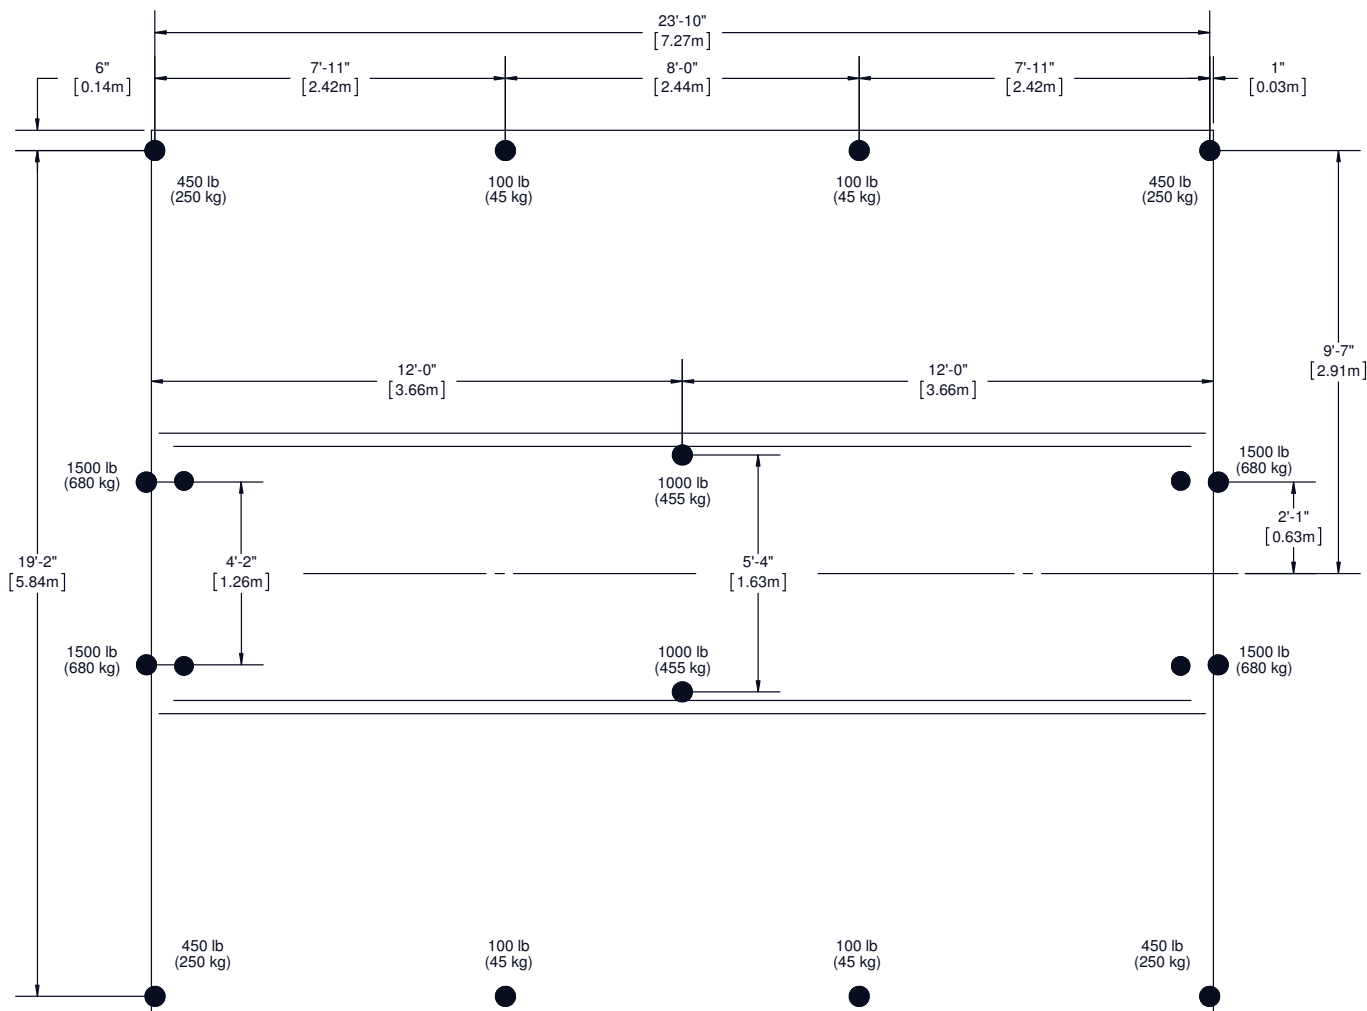 23'-10"
[7.27m]
6"
[0.14m]
7'-11"
[2.42m]
8'-0"
[2.44m]
7'-11"
[2.42m]
1"
[0.03m]
450 lb
(250 kg)
100 lb
(45 kg)
100 lb
(45 kg)
450 lb
(250 kg)
9'-7"
[2.91m]
12'-0"
[3.66m]
12'-0"
[3.66m]
1500 lb
(680 kg)
1000 lb
(455 kg)
1500 lb
(680 kg)
2'-1"
[0.63m]
19'-2"
[5.84m]
4'-2"
[1.26m]
5'-4"
[1.63m]
1500 lb
(680 kg)
1000 lb
(455 kg)
1500 lb
(680 kg)
450 lb
(250 kg)
100 lb
(45 kg)
100 lb
(45 kg)
450 lb
(250 kg)